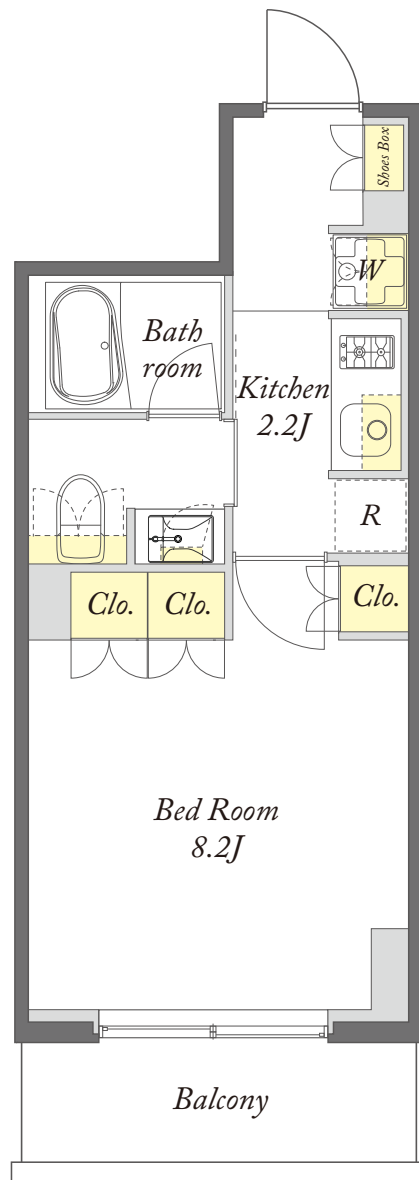 Shoes Box
W
Bath
room
Kitchen
2.2J
R
Clo.
Clo.
Clo.
Bed Room
8.2J
Balcony